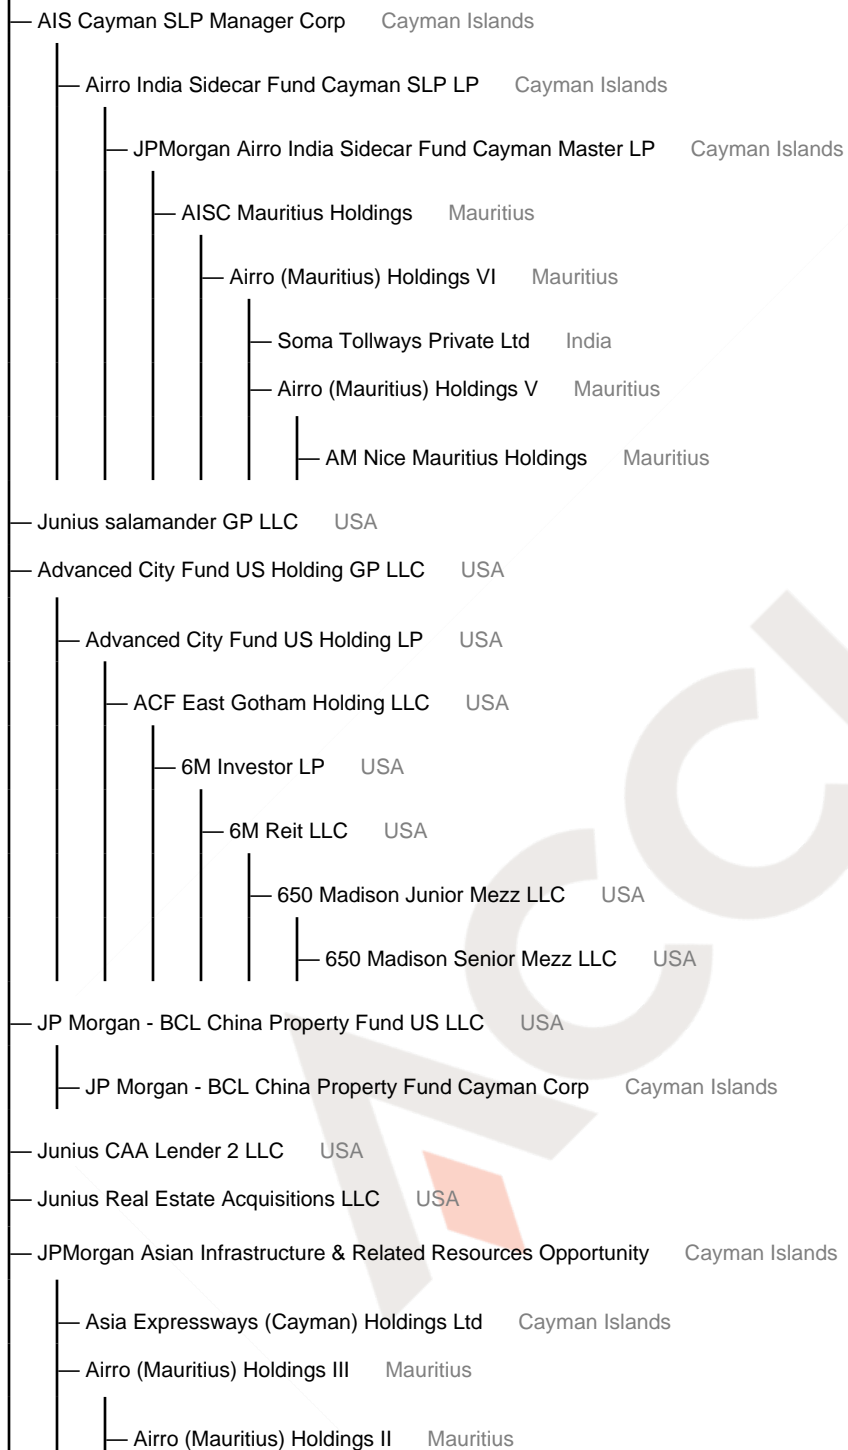 AIS Cayman SLP Manager Corp Cayman Islands
Airro India Sidecar Fund Cayman SLP LP Cayman Islands
JPMorgan Airro India Sidecar Fund Cayman Master LP Cayman Islands
AISC Mauritius Holdings Mauritius
Airro (Mauritius) Holdings VI Mauritius
Soma Tollways Private Ltd India
Airro (Mauritius) Holdings V Mauritius
AM Nice Mauritius Holdings Mauritius
Junius salamander GP LLC USA
Advanced City Fund US Holding GP LLC USA
Advanced City Fund US Holding LP USA
ACF East Gotham Holding LLC USA
6M Investor LP USA
6M Reit LLC USA
650 Madison Junior Mezz LLC USA
650 Madison Senior Mezz LLC USA
JP Morgan - BCL China Property Fund US LLC USA
JP Morgan - BCL China Property Fund Cayman Corp Cayman Islands
Junius CAA Lender 2 LLC USA
Junius Real Estate Acquisitions LLC USA
JPMorgan Asian Infrastructure & Related Resources Opportunity Cayman Islands
Asia Expressways (Cayman) Holdings Ltd Cayman Islands
Airro (Mauritius) Holdings III Mauritius
Airro (Mauritius) Holdings II Mauritius